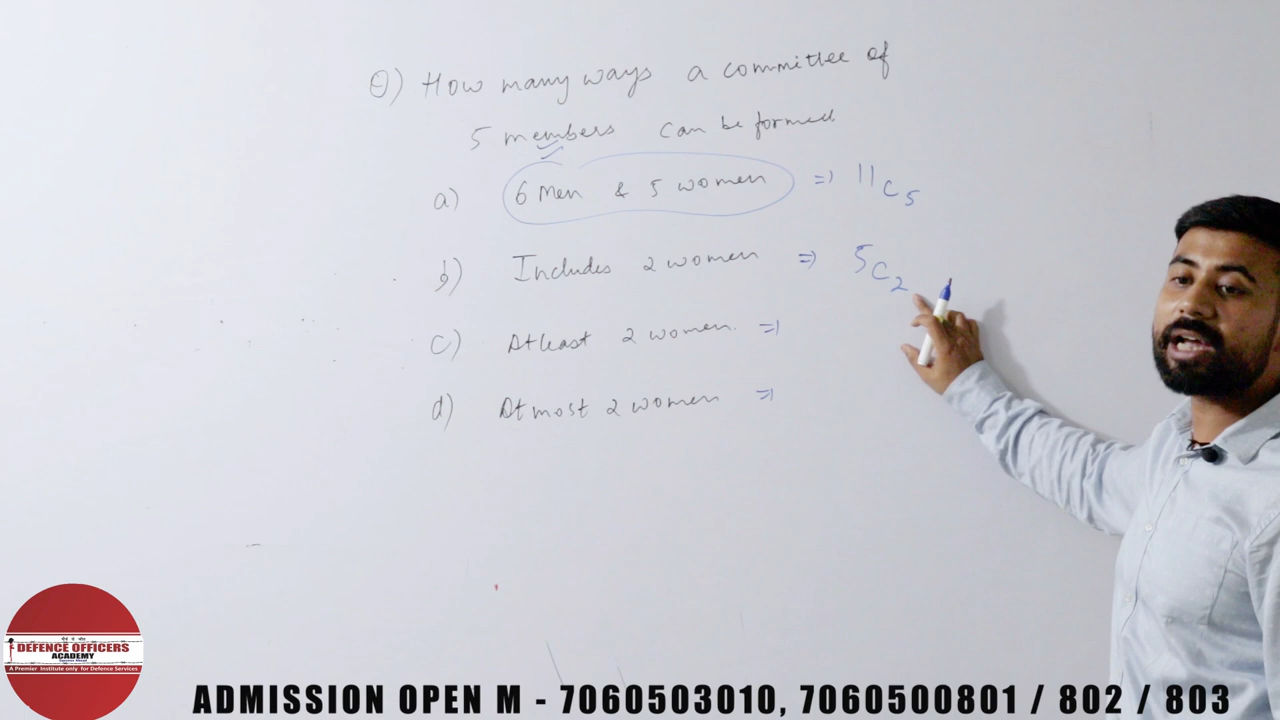 Q) How many ways a committee of
5 members can be formed
a) 6 Men & 5 women => 11C5
b) Includes 2 women => 5C2
c) Atleast 2 women. =>
d) Atmost 2 women =>
DEFENCE OFFICERS
ACADEMY
A Premier Institute only for Defence Services
ADMISSION OPEN M - 7060503010, 7060500801 / 802 / 803